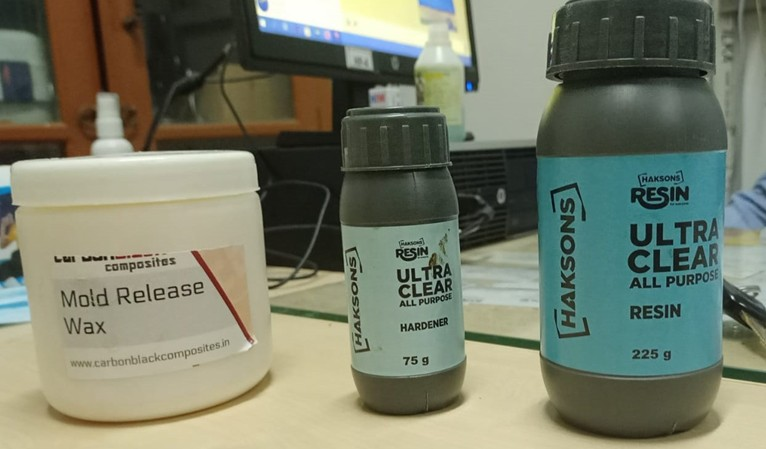 composites
Mold Release
Wax
www.carbonblackcomposites.in
HAKSONS
HAKSONS
RESIN
ULTRA
CLEAR
ALL PURPOSE
HARDENER
75 g
HAKSONS
HAKSONS
RESIN
ULTRA
CLEAR
ALL PURPOSE
RESIN
225 g